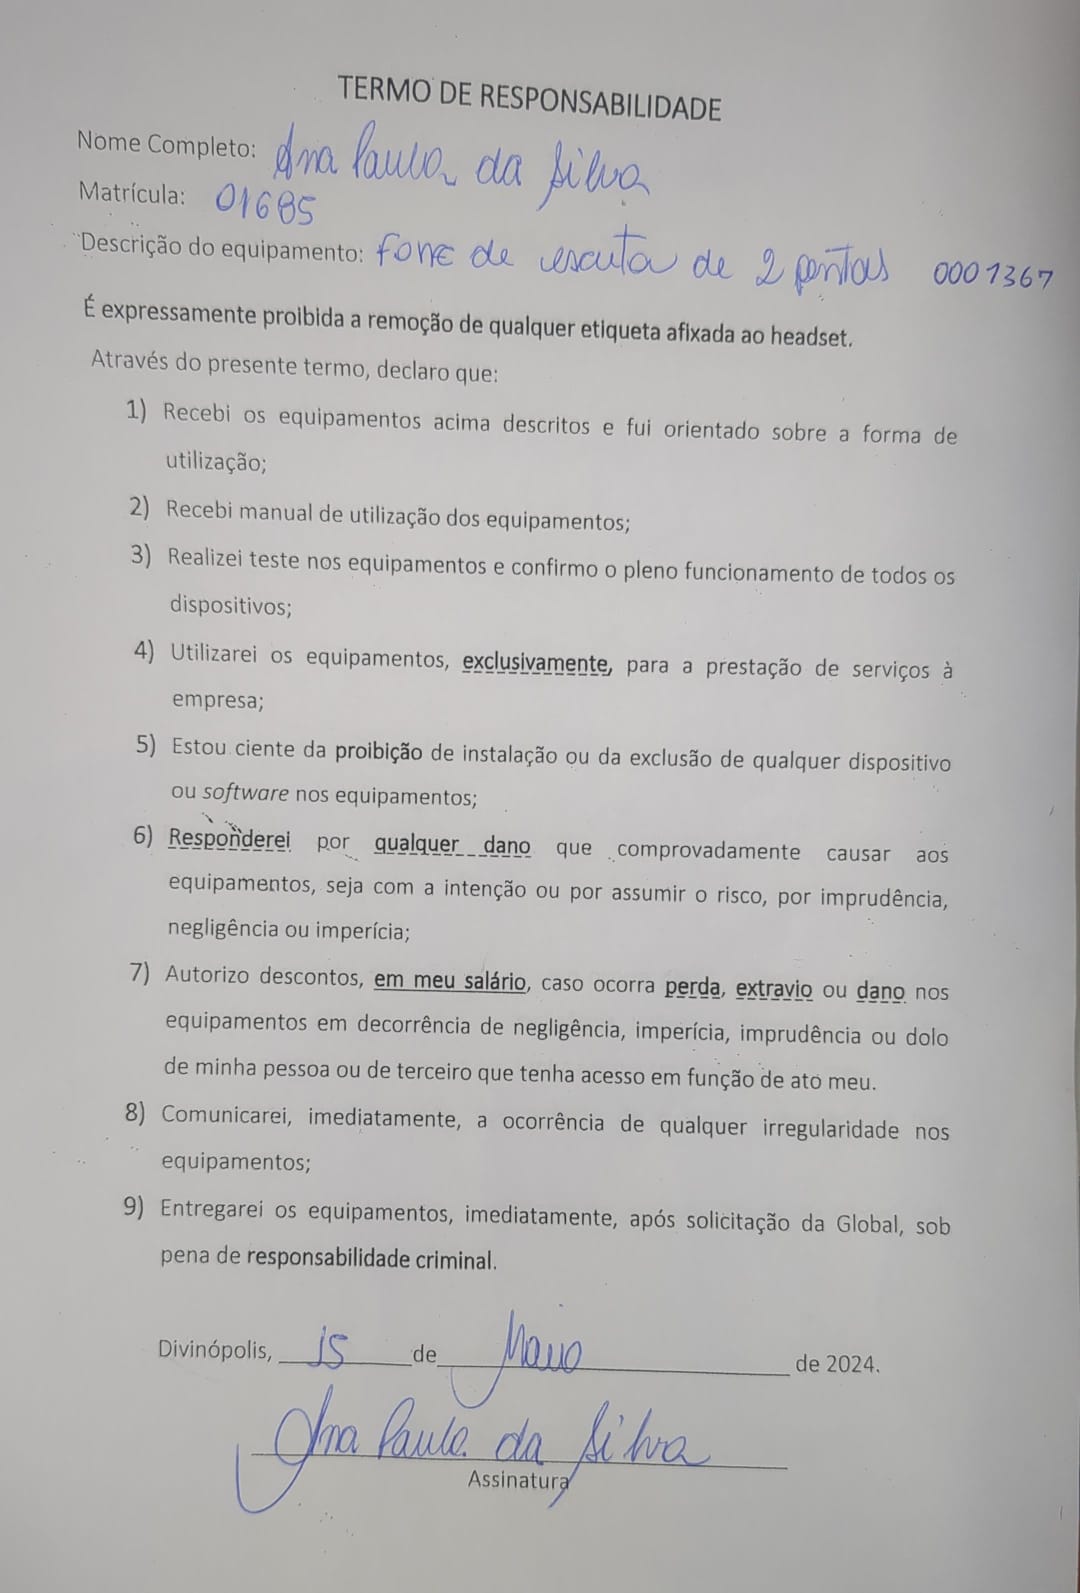 TERMO DE RESPONSABILIDADE
Nome Completo: Ana Paula da Silva
Matrícula: 01685
Descrição do equipamento: fone de escuta de 2 pontas 0001367
É expressamente proibida a remoção de qualquer etiqueta afixada ao headset.
Através do presente termo, declaro que:
1) Recebi os equipamentos acima descritos e fui orientado sobre a forma de
utilização;
2) Recebi manual de utilização dos equipamentos;
3) Realizei teste nos equipamentos e confirmo o pleno funcionamento de todos os
dispositivos;
4) Utilizarei os equipamentos, exclusivamente, para a prestação de serviços à
empresa;
5) Estou ciente da proibição de instalação ou da exclusão de qualquer dispositivo
ou software nos equipamentos;
6) Responderei por qualquer dano que comprovadamente causar aos
equipamentos, seja com a intenção ou por assumir o risco, por imprudência,
negligência ou imperícia;
7) Autorizo descontos, em meu salário, caso ocorra perda, extravio ou dano nos
equipamentos em decorrência de negligência, imperícia, imprudência ou dolo
de minha pessoa ou de terceiro que tenha acesso em função de ato meu.
8) Comunicarei, imediatamente, a ocorrência de qualquer irregularidade nos
equipamentos;
9) Entregarei os equipamentos, imediatamente, após solicitação da Global, sob
pena de responsabilidade criminal.
Divinópolis, 15 de Maio de 2024.
Ana Paula da Silva
Assinatura